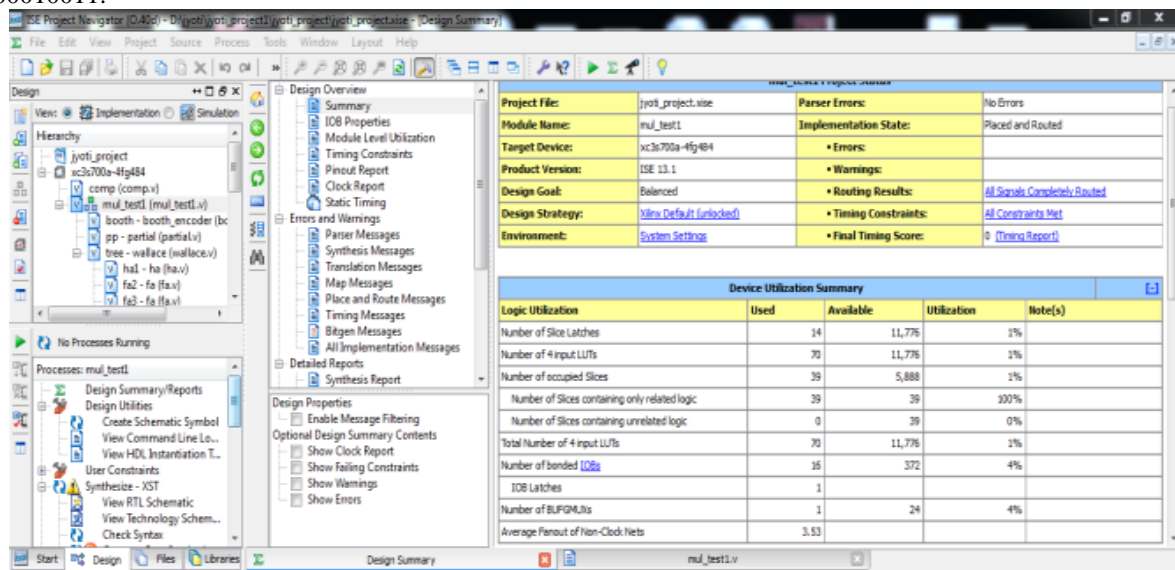 ISE Project Navigator (O.40d) - D:\jyoti\jyoti_project1\jyoti_project\jyoti_project.xise - [Design Summary]
File Edit View Project Source Process Tools Window Layout Help
Design
View: Implementation Simulation
Hierarchy
jyoti_project
xc3s700a-4fg484
comp (comp.v)
mul_test1 (mul_test1.v)
booth - booth_encoder (bc
pp - partial (partial.v)
tree - wallace (wallace.v)
ha1 - ha (ha.v)
fa2 - fa (fa.v)
fa3 - fa (fa.v)
No Processes Running
Processes: mul_test1
Design Summary/Reports
Design Utilities
Create Schematic Symbol
View Command Line Lo...
View HDL Instantiation T...
User Constraints
Synthesize - XST
View RTL Schematic
View Technology Schem...
Check Syntax
Start Design Files Libraries
Design Overview
Summary
IOB Properties
Module Level Utilization
Timing Constraints
Pinout Report
Clock Report
Static Timing
Errors and Warnings
Parser Messages
Synthesis Messages
Translation Messages
Map Messages
Place and Route Messages
Timing Messages
Bitgen Messages
All Implementation Messages
Detailed Reports
Synthesis Report
Design Properties
Enable Message Filtering
Optional Design Summary Contents
Show Clock Report
Show Failing Constraints
Show Warnings
Show Errors
mul_test1 Project Status
Project File: jyoti_project.xise Parser Errors: No Errors
Module Name: mul_test1 Implementation State: Placed and Routed
Target Device: xc3s700a-4fg484 • Errors:
Product Version: ISE 13.1 • Warnings:
Design Goal: Balanced • Routing Results: All Signals Completely Routed
Design Strategy: Xilinx Default (unlocked) • Timing Constraints: All Constraints Met
Environment: System Settings • Final Timing Score: 0 (Timing Report)
Device Utilization Summary [-]
Logic Utilization Used Available Utilization Note(s)
Number of Slice Latches 14 11,776 1%
Number of 4 input LUTs 70 11,776 1%
Number of occupied Slices 39 5,888 1%
Number of Slices containing only related logic 39 39 100%
Number of Slices containing unrelated logic 0 39 0%
Total Number of 4 input LUTs 70 11,776 1%
Number of bonded IOBs 16 372 4%
IOB Latches 1
Number of BUFGMUXs 1 24 4%
Average Fanout of Non-Clock Nets 3.53
Design Summary mul_test1.v